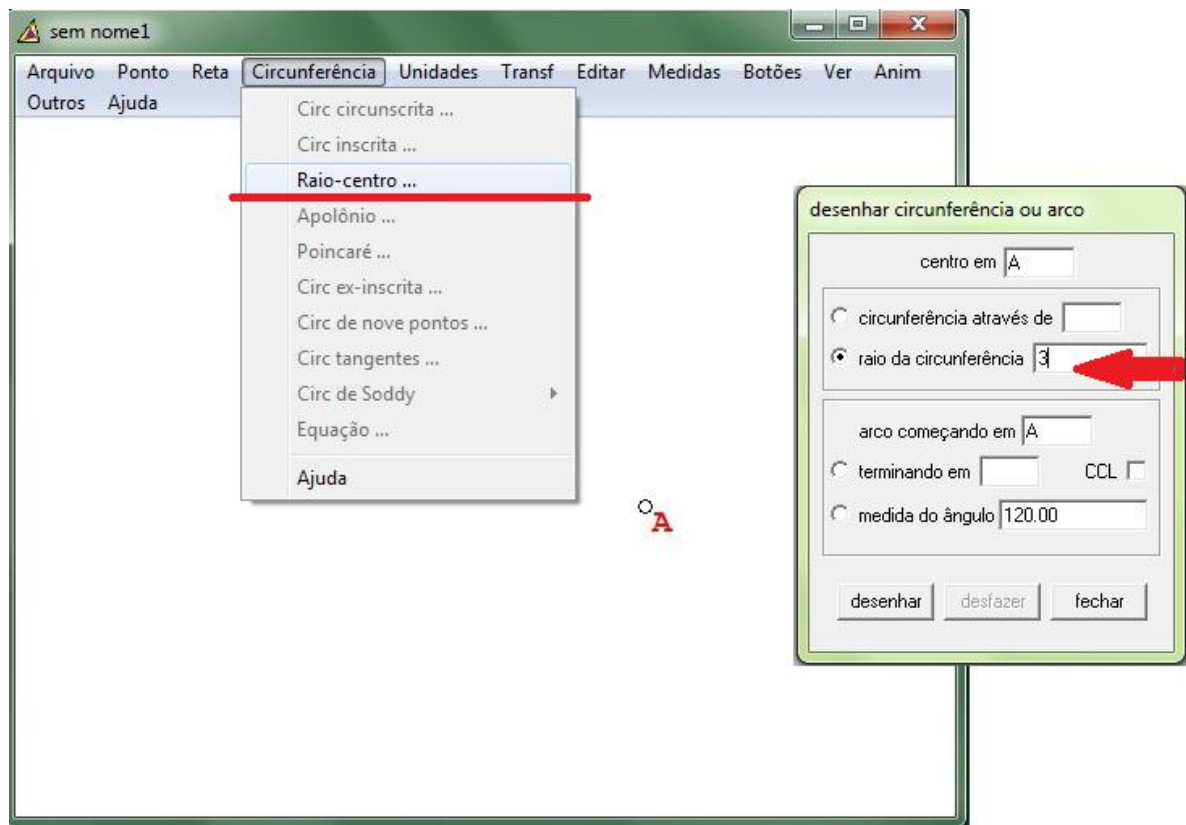 sem nome1
Arquivo Ponto Reta Circunferência Unidades Transf Editar Medidas Botões Ver Anim
Outros Ajuda
Circ circunscrita ...
Circ inscrita ...
Raio-centro ...
Apolônio ...
Poincaré ...
Circ ex-inscrita ...
Circ de nove pontos ...
Circ tangentes ...
Circ de Soddy
Equação ...
Ajuda
A
desenhar circunferência ou arco
centro em A
circunferência através de
raio da circunferência 3
arco começando em A
terminando em CCL
medida do ângulo 120.00
desenhar desfazer fechar